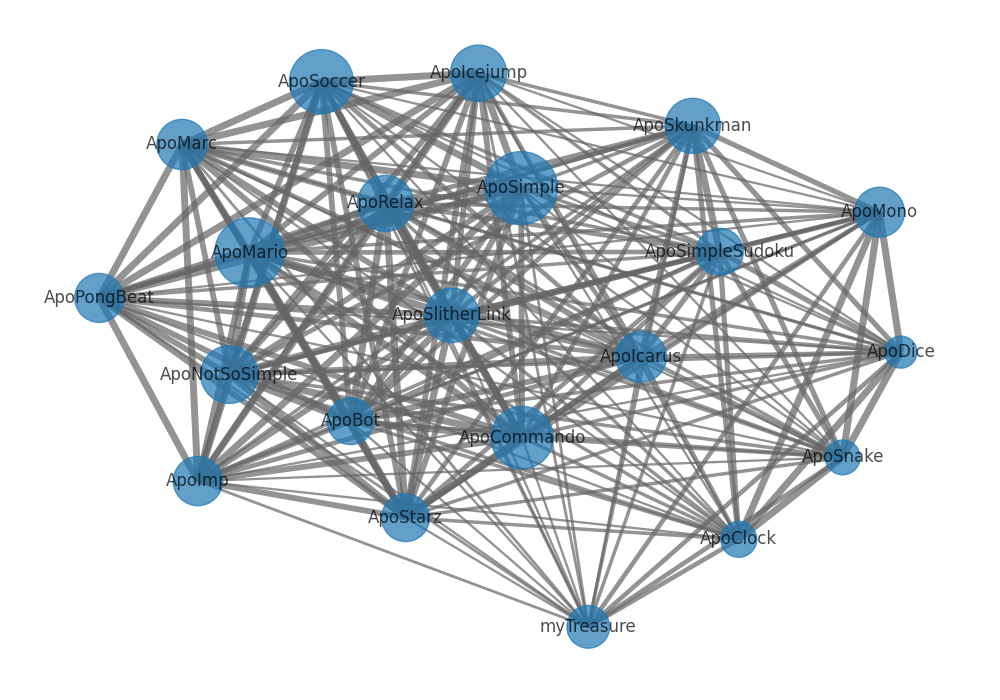 ApoIcejump
ApoSoccer
ApoSkunkman
ApoMarc
ApoSimple
ApoRelax
ApoMono
ApoMario
ApoSimpleSudoku
ApoPongBeat
ApoSlitherLink
ApoDice
ApoIcarus
ApoNotSoSimple
ApoBot
ApoCommando
ApoSnake
ApoImp
ApoStarz
ApoClock
myTreasure